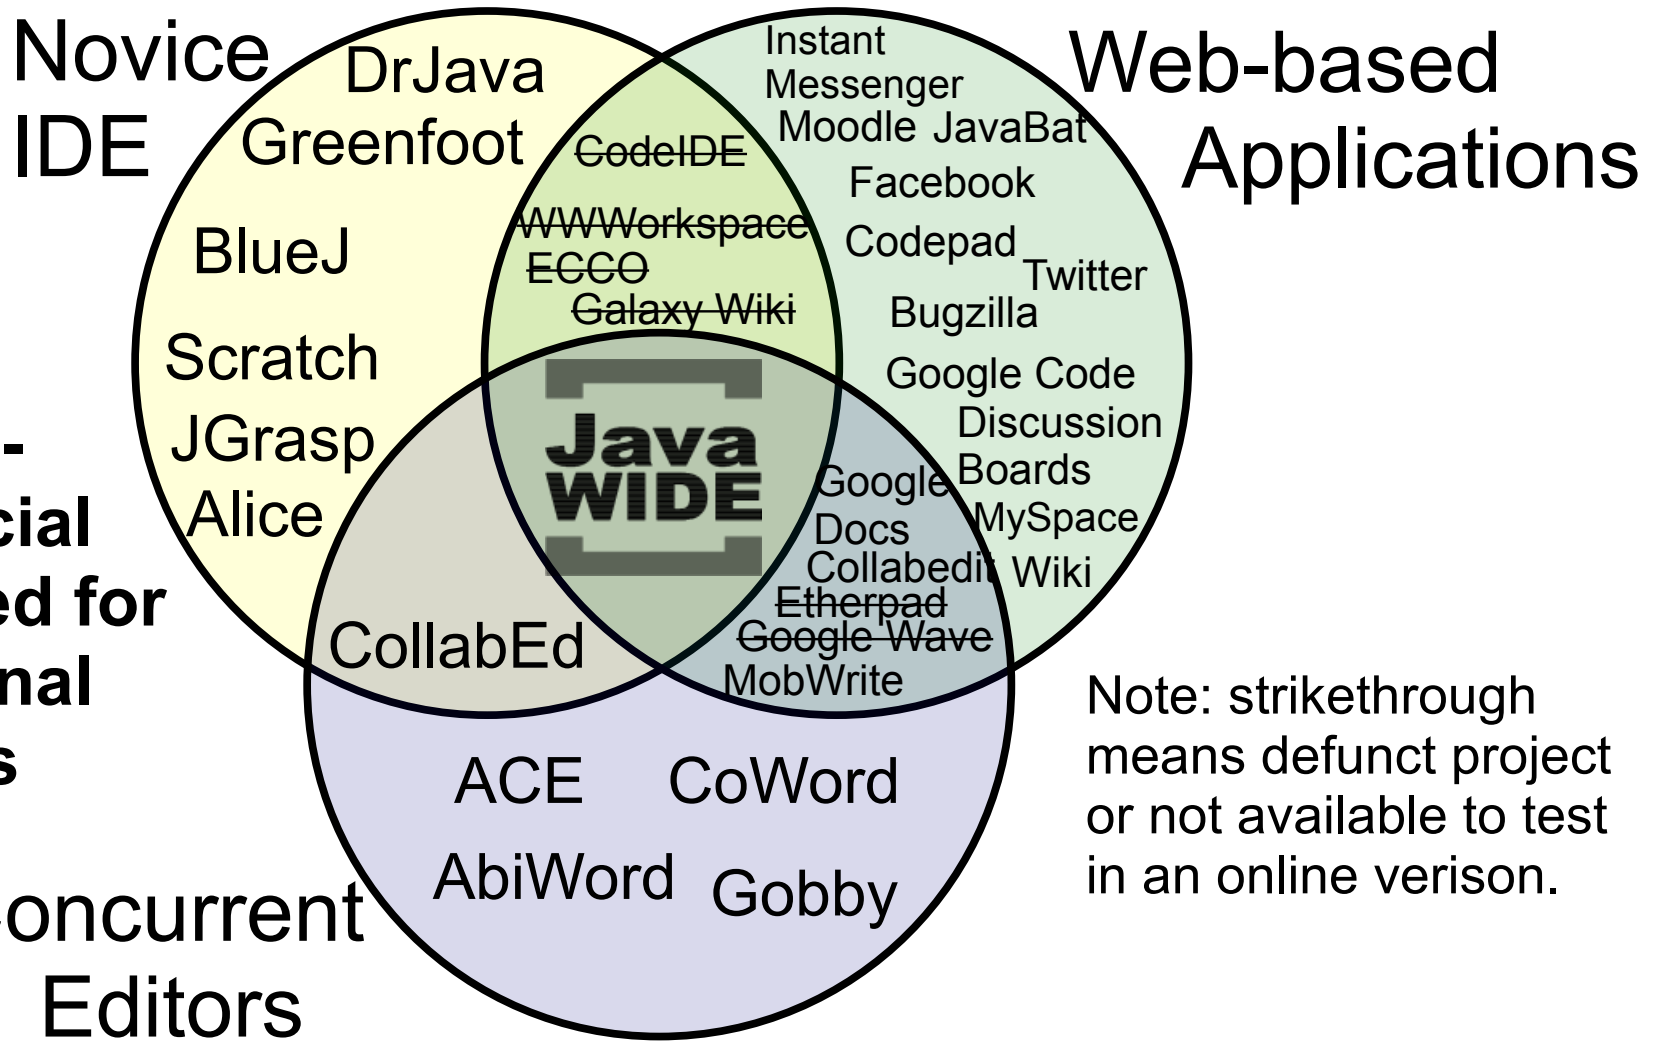 Novice
IDE
DrJava
Greenfoot
BlueJ
Scratch
JGrasp
Alice
CodeIDE
WWWorkspace
ECCO
Galaxy Wiki
Instant
Messenger
Moodle JavaBat
Facebook
Codepad
Twitter
Bugzilla
Google Code
Discussion
Boards
MySpace
Wiki
Web-based
Applications
Java
WIDE
Google
Docs
Collabedit
Etherpad
Google Wave
MobWrite
CollabEd
ACE CoWord
AbiWord Gobby
Editors
-
for
Note: strikethrough
means defunct project
or not available to test
in an online verison.